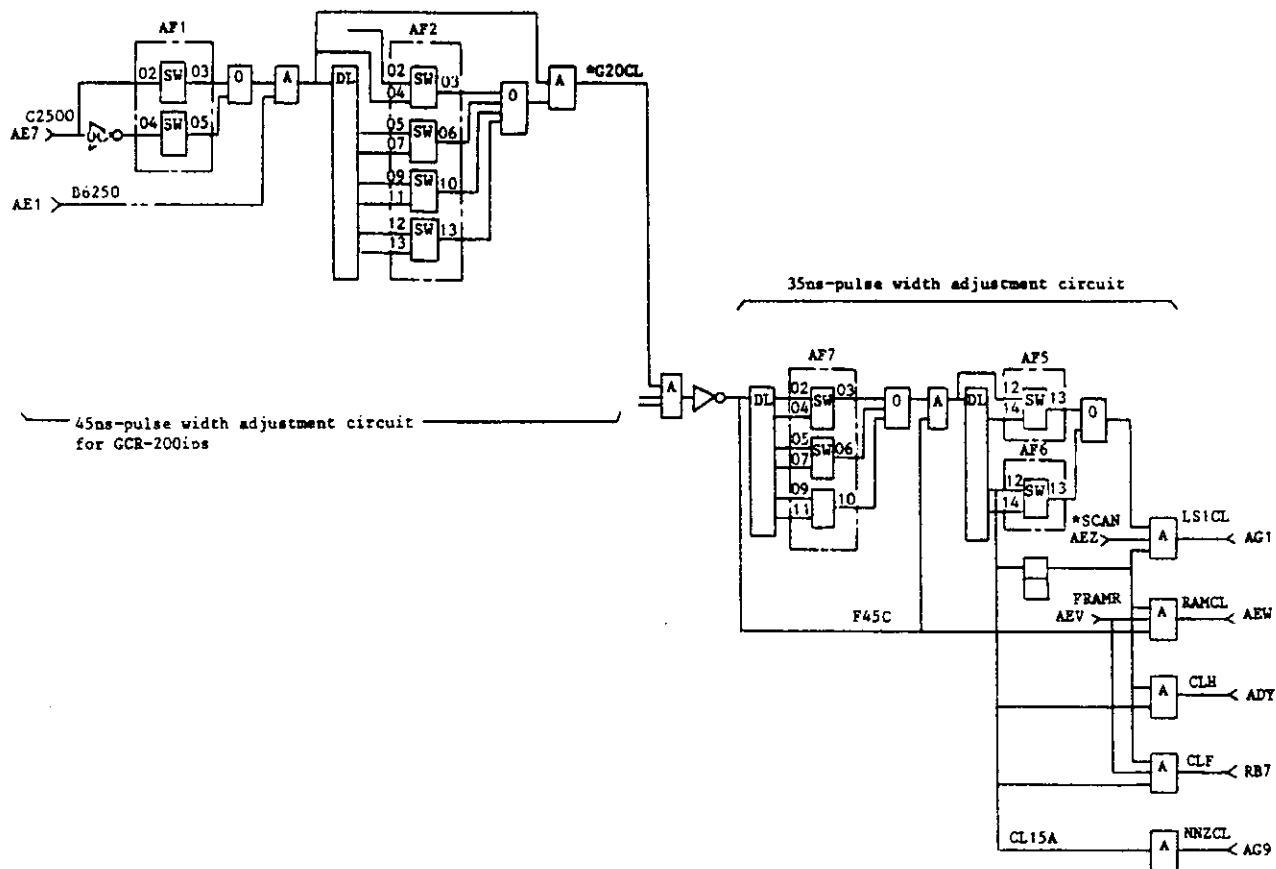 AF1
02 SW 03
O
A
C2500
AE7
04 SW 05
B6250
AE1
AF2
DL
02 SW 03
04
05 SW 06
07
09 SW 10
11
12 SW 13
13
O
A
*G20CL
45ns-pulse width adjustment circuit
for GCR-200ips
35ns-pulse width adjustment circuit
A
AF7
DL
02 SW 03
04
05 SW 06
07
09 10
11
O
A
DL
AF5
12 SW 13
14
AF6
12 SW 13
14
O
*SCAN
AEZ
A
LS1CL
AG1
FRAMR
AEV
F45C
A
RAMCL
AEW
A
CLH
ADY
A
CLF
RB7
CL15A
A
NNZCL
AG9